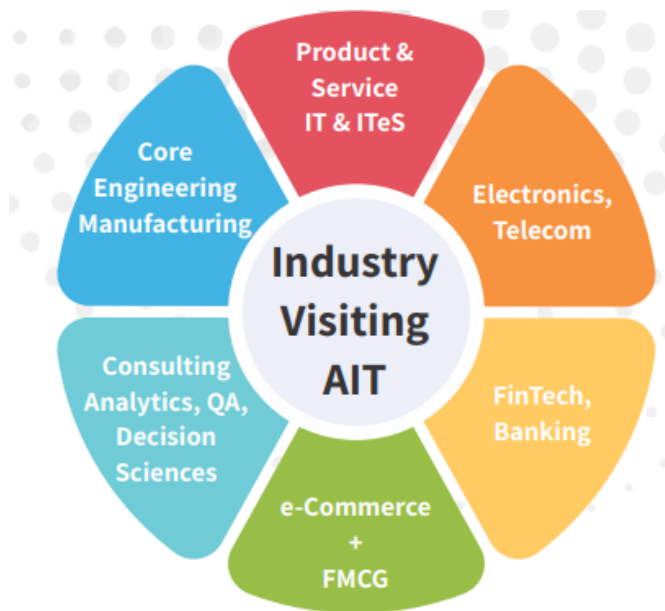 Product &
Service
IT & ITeS
Electronics,
Telecom
FinTech,
Banking
e-Commerce
+
FMCG
Consulting
Analytics, QA,
Decision
Sciences
Core
Engineering
Manufacturing
Industry
Visiting
AIT